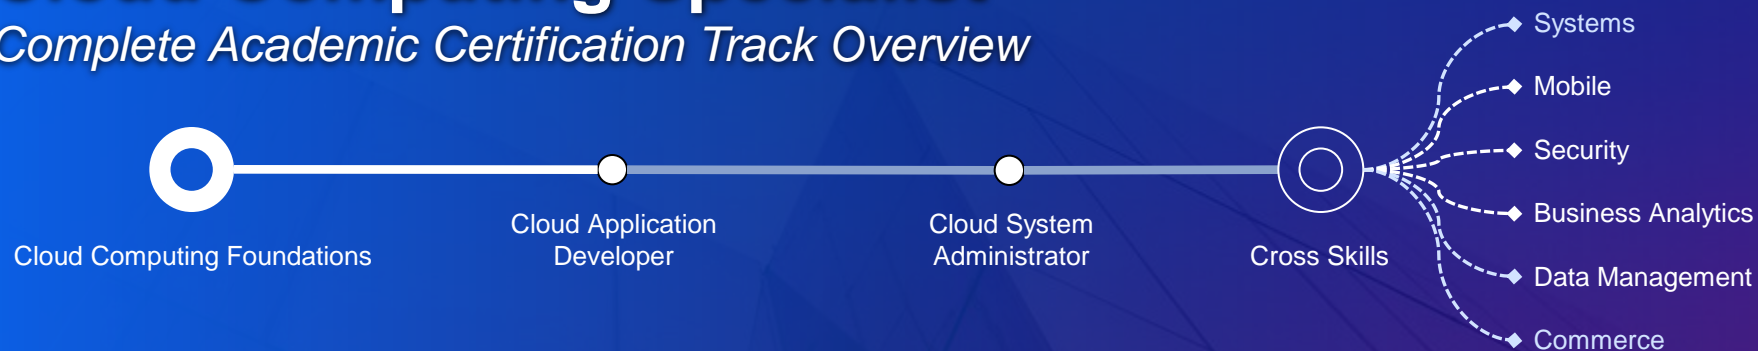 Complete Academic Certification Track Overview
Systems
Mobile
Security
Business Analytics
Data Management
Commerce
Cloud Computing Foundations
Cloud Application
Developer
Cloud System
Administrator
Cross Skills